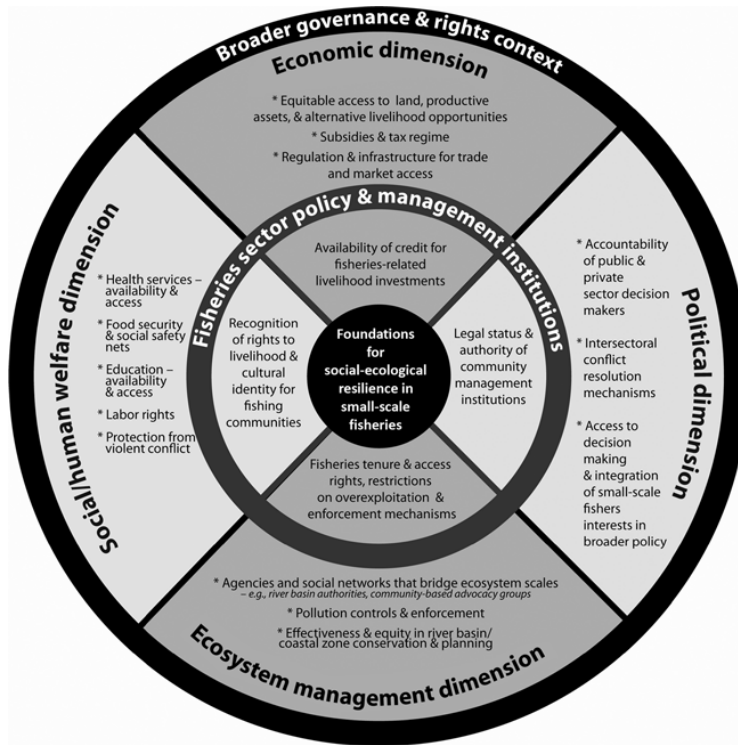 Broader governance & rights context
Economic dimension
* Equitable access to land, productive
assets, & alternative livelihood opportunities
* Subsidies & tax regime
* Regulation & infrastructure for trade
and market access
Fisheries sector policy & management institutions
Availability of credit for
fisheries-related
livelihood investments
Social/human welfare dimension
* Health services –
availability &
access
* Food security
& social safety
nets
* Education –
availability
& access
* Labor rights
* Protection from
violent conflict
Recognition
of rights to
livelihood &
cultural
identity for
fishing
communities
Foundations
for
social-ecological
resilience in
small-scale
fisheries
Legal status &
authority of
community
management
institutions
* Accountability
of public &
private
sector decision
makers
* Intersectoral
conflict
resolution
mechanisms
* Access to
decision
making
& integration
of small-scale
fishers
interests in
broader policy
Political dimension
Fisheries tenure & access
rights, restrictions
on overexploitation &
enforcement mechanisms
* Agencies and social networks that bridge ecosystem scales
– e.g., river basin authorities, community-based advocacy groups
* Pollution controls & enforcement
* Effectiveness & equity in river basin/
coastal zone conservation & planning
Ecosystem management dimension